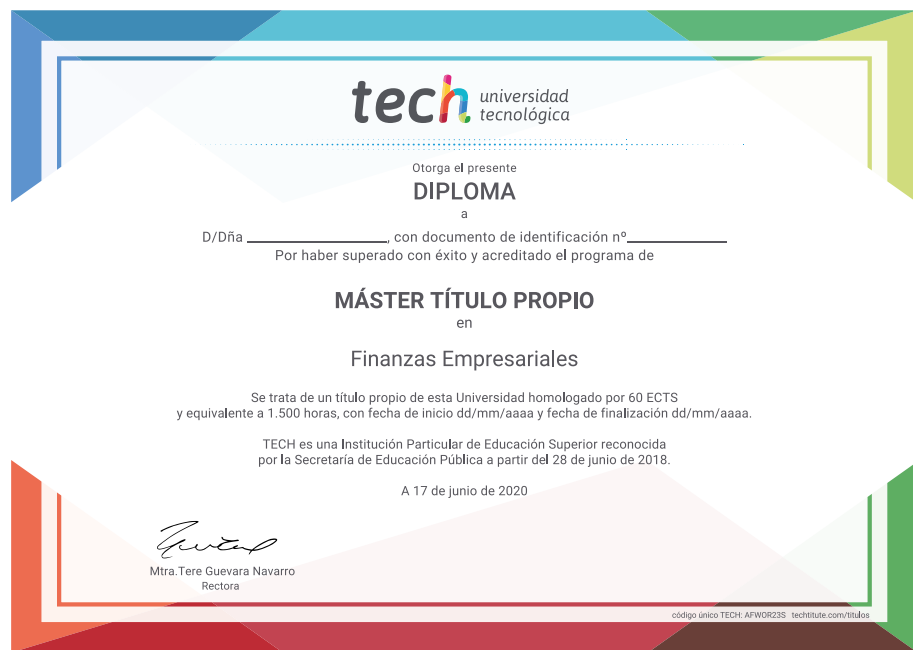 tech universidad
tecnológica
Otorga el presente
DIPLOMA
a
D/Dña ____________, con documento de identificación nº_________
Por haber superado con éxito y acreditado el programa de
MÁSTER TÍTULO PROPIO
en
Finanzas Empresariales
Se trata de un título propio de esta Universidad homologado por 60 ECTS
y equivalente a 1.500 horas, con fecha de inicio dd/mm/aaaa y fecha de finalización dd/mm/aaaa.
TECH es una Institución Particular de Educación Superior reconocida
por la Secretaría de Educación Pública a partir del 28 de junio de 2018.
A 17 de junio de 2020
Mtra.Tere Guevara Navarro
Rectora
código único TECH: AFWOR23S techtitute.com/titulos